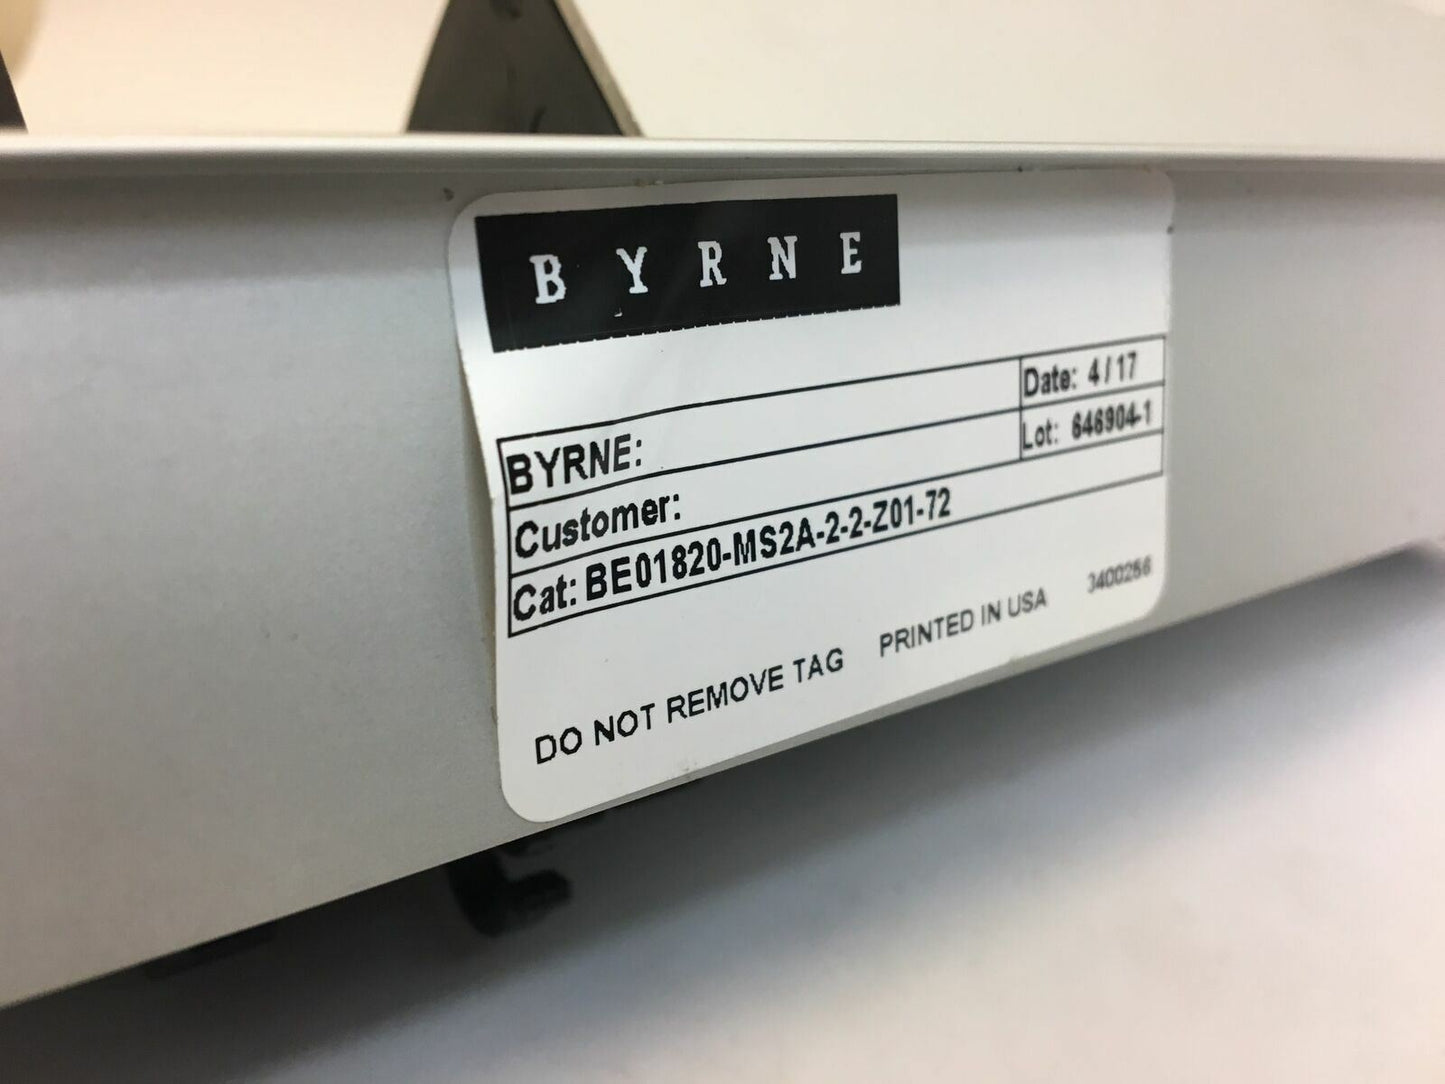 BYRNE
BYRNE:
Date: 4/17
Customer:
Lot: 646904-1
Cat: BE01820-MS2A-2-2-Z01-72
DO NOT REMOVE TAG PRINTED IN USA 3400256